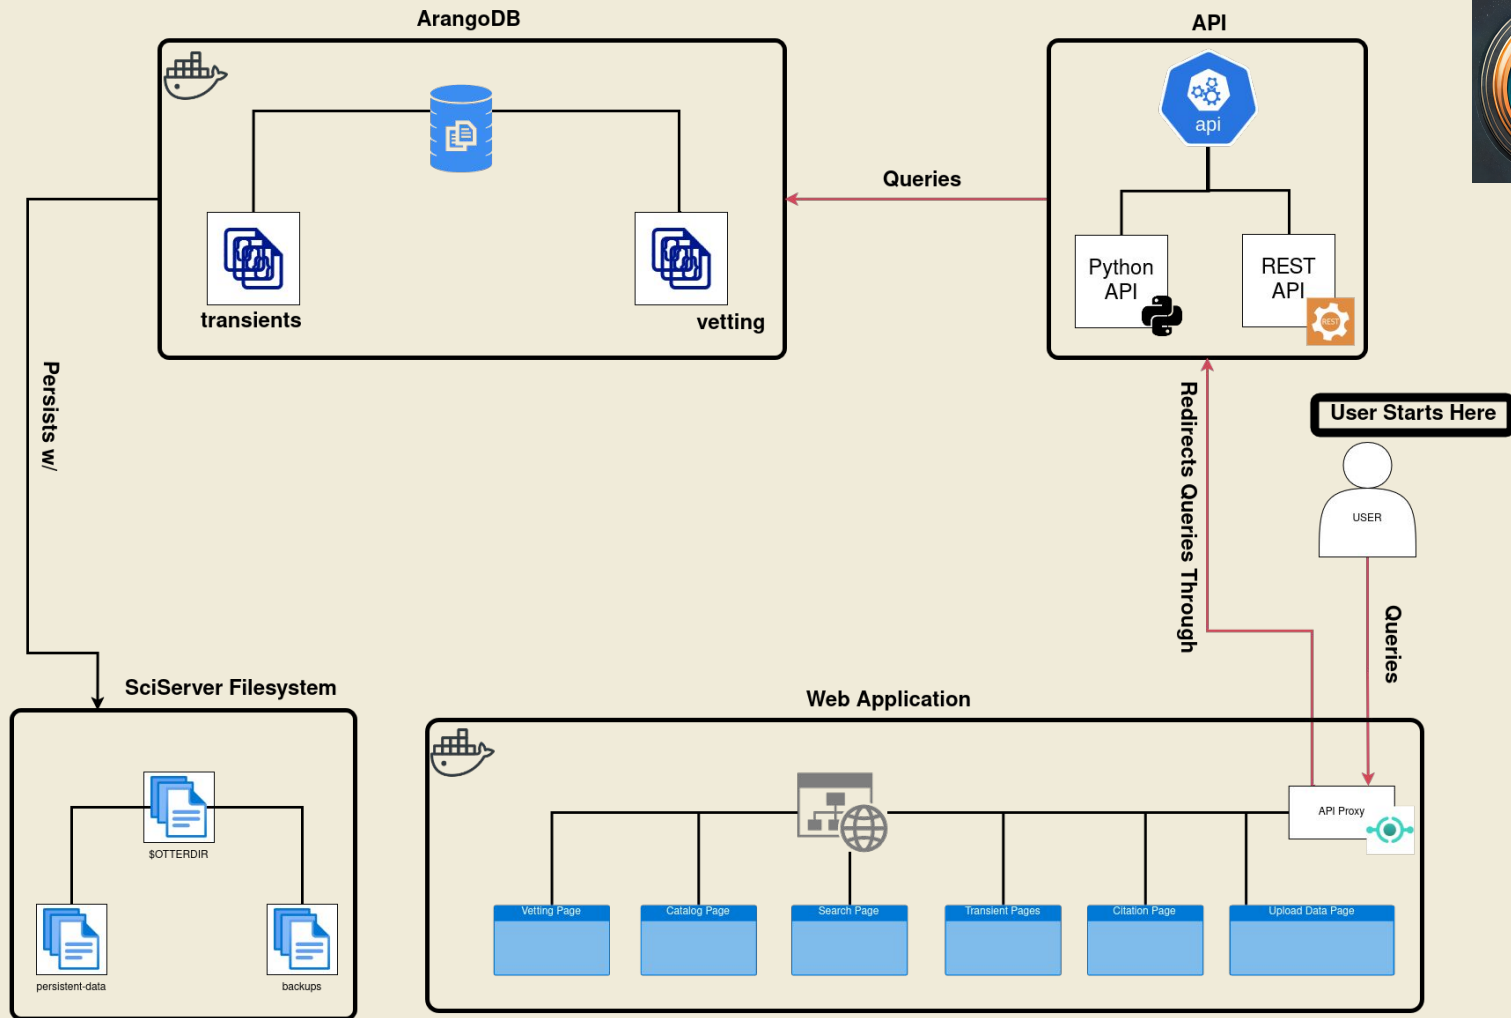 ArangoDB
API
api
Queries
Python
API
REST
API
REST
transients
vetting
Persists w/
Redirects Queries Through
User Starts Here
USER
Queries
SciServer Filesystem
Web Application
$OTTERDIR
API Proxy
persistent-data
backups
Vetting Page
Catalog Page
Search Page
Transient Pages
Citation Page
Upload Data Page